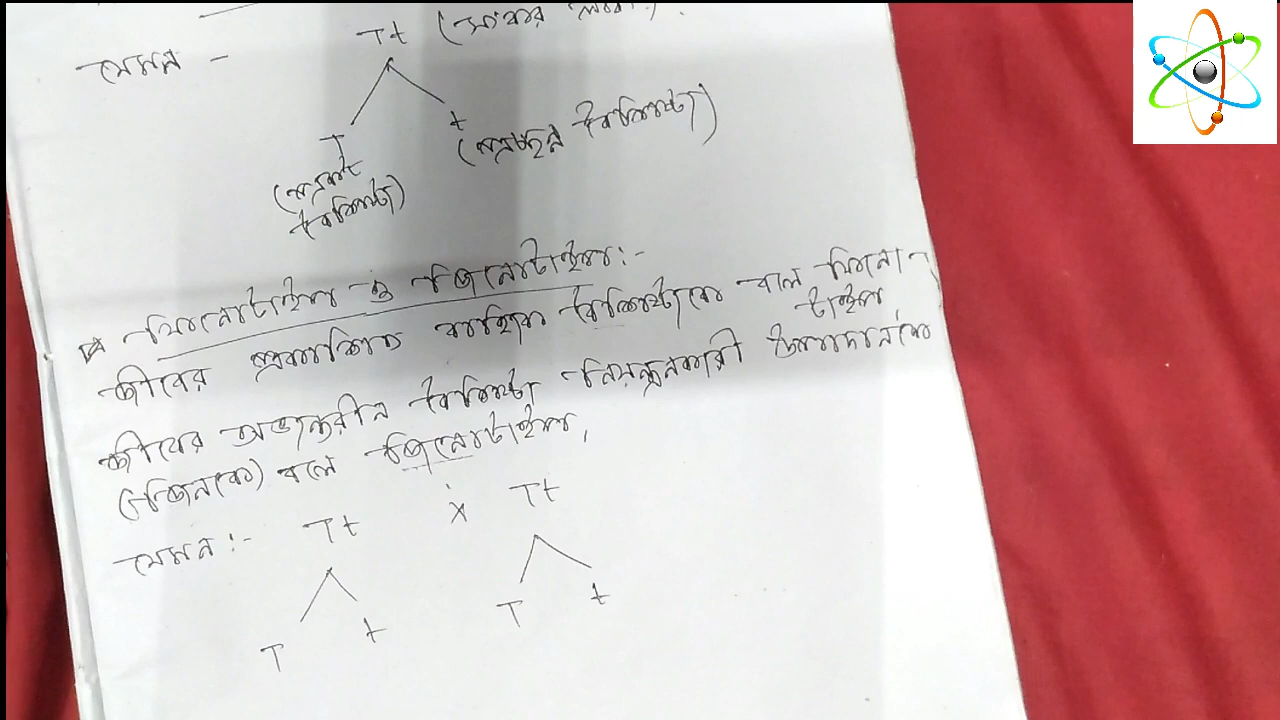 যেমন - Tt (সংকর লম্বা).
T t
(প্রকট (প্রচ্ছন্ন বৈশিষ্ট্য)
বৈশিষ্ট্য)
ফিনোটাইপ ও জিনোটাইপ:-
জীবের প্রকাশিত বাহ্যিক বৈশিষ্ট্যকে বলে ফিনো-
টাইপ
জীবের অভ্যন্তরীন বৈশিষ্ট্য নিয়ন্ত্রনকারী উপাদানকে
(জিনকে) বলে জিনোটাইপ,
যেমন:- Tt x Tt
T t T t